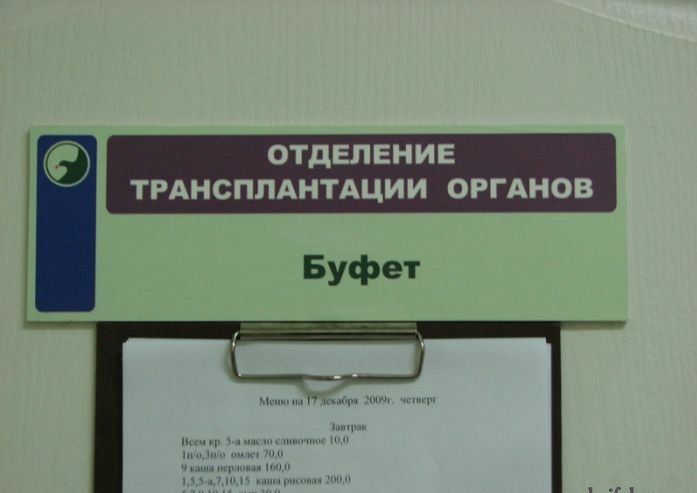 ОТДЕЛЕНИЕ
ТРАНСПЛАНТАЦИИ ОРГАНОВ
Буфет
Меню на 17 декабря 2009г. четверг
Завтрак
Всем кр. 5-а масло сливочное 10,0
1п/о,3п/о омлет 70,0
9 каша перловая 160,0
1,5,5-а,7,10,15 каша рисовая 200,0